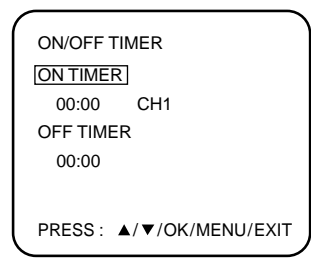 ON/OFF TIMER
ON TIMER
00:00 CH1
OFF TIMER
00:00
PRESS : ▲/▼/OK/MENU/EXIT